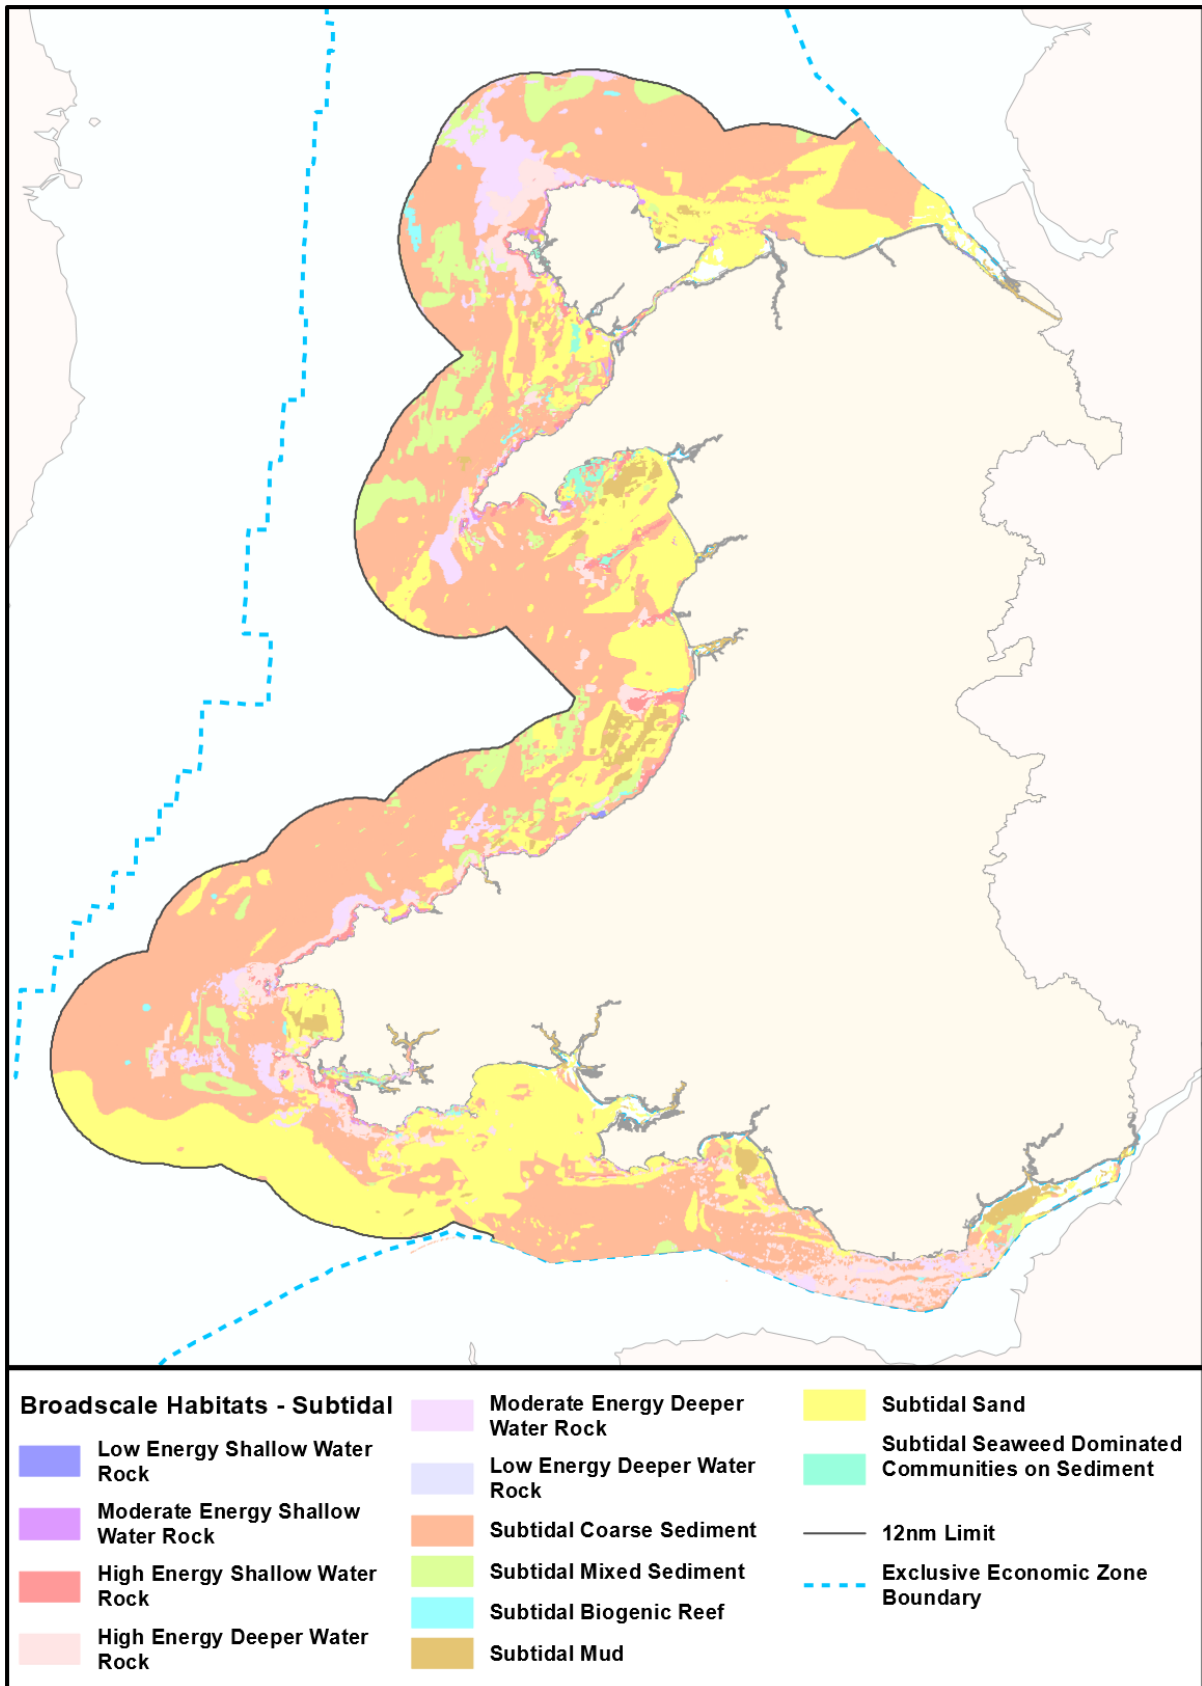 Broadscale Habitats - Subtidal
Low Energy Shallow Water
Rock
Moderate Energy Shallow
Water Rock
High Energy Shallow Water
Rock
High Energy Deeper Water
Rock
Moderate Energy Deeper
Water Rock
Low Energy Deeper Water
Rock
Subtidal Coarse Sediment
Subtidal Mixed Sediment
Subtidal Biogenic Reef
Subtidal Mud
Subtidal Sand
Subtidal Seaweed Dominated
Communities on Sediment
12nm Limit
Exclusive Economic Zone
Boundary